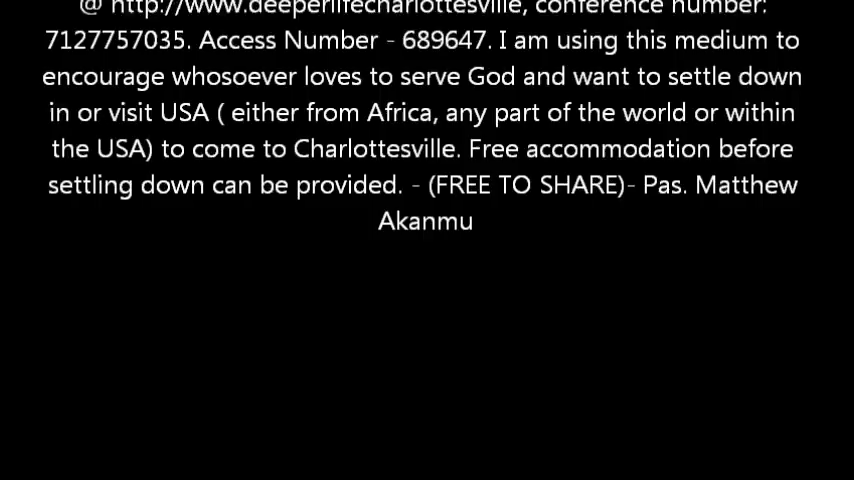 @ http://www.deeperlifecharlottesville, conference number:
7127757035. Access Number - 689647. I am using this medium to
encourage whosoever loves to serve God and want to settle down
in or visit USA ( either from Africa, any part of the world or within
the USA) to come to Charlottesville. Free accommodation before
settling down can be provided. - (FREE TO SHARE)- Pas. Matthew
Akanmu